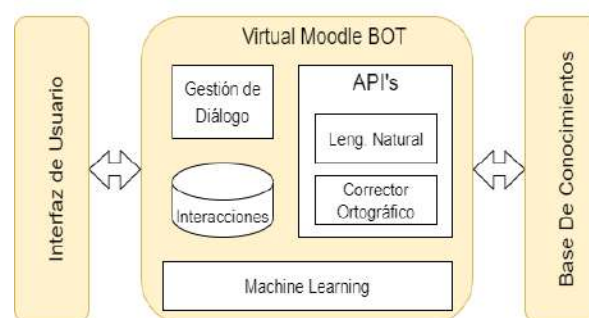 Interfaz de Usuario
Virtual Moodle BOT
Gestión de
Diálogo
Interacciones
API's
Leng. Natural
Corrector
Ortográfico
Machine Learning
Base De Conocimientos